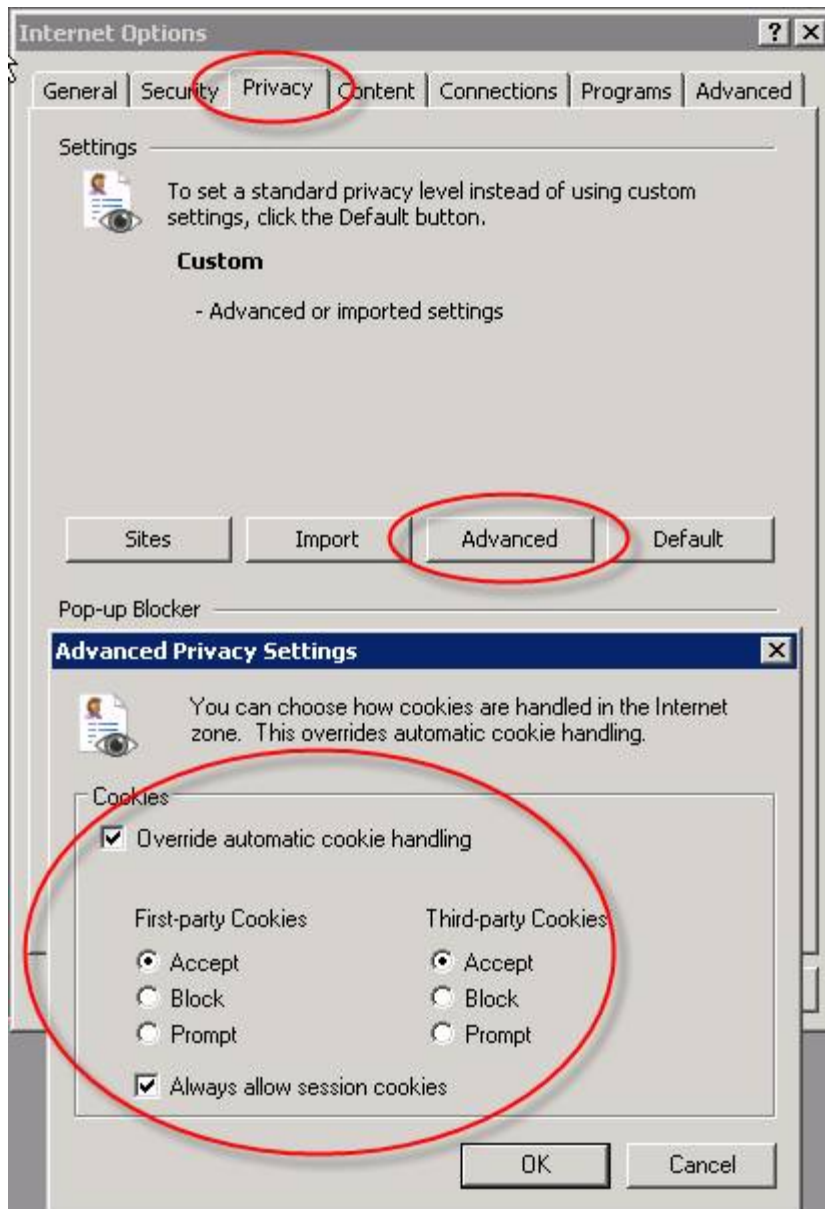 Internet Options
General Security Privacy Content Connections Programs Advanced
Settings
To set a standard privacy level instead of using custom
settings, click the Default button.
Custom
- Advanced or imported settings
Sites Import Advanced Default
Pop-up Blocker
Advanced Privacy Settings
You can choose how cookies are handled in the Internet
zone. This overrides automatic cookie handling.
Cookies
Override automatic cookie handling
First-party Cookies Third-party Cookies
Accept Accept
Block Block
Prompt Prompt
Always allow session cookies
OK Cancel